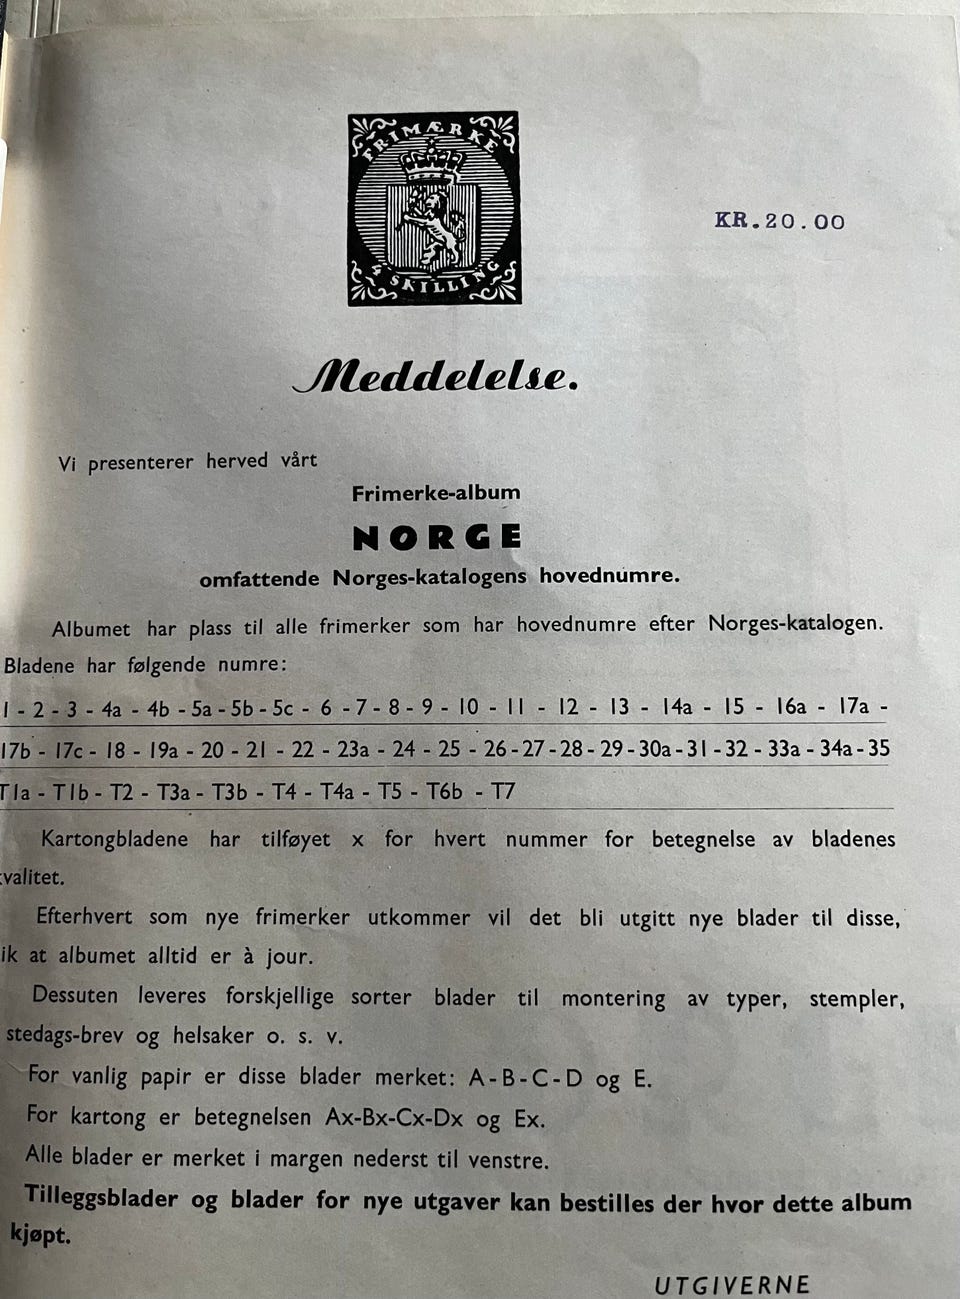 FRIMÆRKE
4 SKILLING
KR.20.00
Meddelelse.
Vi presenterer herved vårt
Frimerke-album
NORGE
omfattende Norges-katalogens hovednumre.
Albumet har plass til alle frimerker som har hovednumre efter Norges-katalogen.
Bladene har følgende numre:
1 - 2 - 3 - 4a - 4b - 5a - 5b - 5c - 6 - 7 - 8 - 9 - 10 - 11 - 12 - 13 - 14a - 15 - 16a - 17a -
17b - 17c - 18 - 19a - 20 - 21 - 22 - 23a - 24 - 25 - 26 - 27 - 28 - 29 - 30a - 31 - 32 - 33a - 34a - 35
T1a - T1b - T2 - T3a - T3b - T4 - T4a - T5 - T6b - T7
Kartongbladene har tilføyet x for hvert nummer for betegnelse av bladenes
valitet.
Efterhvert som nye frimerker utkommer vil det bli utgitt nye blader til disse,
ik at albumet alltid er à jour.
Dessuten leveres forskjellige sorter blader til montering av typer, stempler,
stedags-brev og helsaker o. s. v.
For vanlig papir er disse blader merket: A - B - C - D og E.
For kartong er betegnelsen Ax-Bx-Cx-Dx og Ex.
Alle blader er merket i margen nederst til venstre.
Tilleggsblader og blader for nye utgaver kan bestilles der hvor dette album
kjøpt.
UTGIVERNE